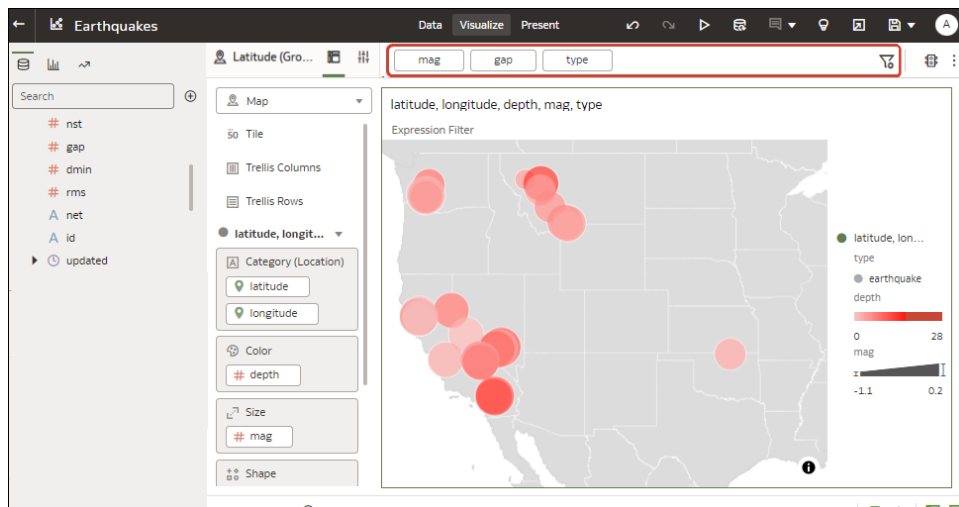 Earthquakes
Data Visualize Present
A
Latitude (Gro...
mag gap type
Search
# nst
# gap
# dmin
# rms
A net
A id
updated
Map
Tile
Trellis Columns
Trellis Rows
latitude, longit...
A Category (Location)
latitude
longitude
Color
# depth
Size
# mag
Shape
latitude, longitude, depth, mag, type
Expression Filter
latitude, lon...
type
earthquake
depth
0 28
mag
-1.1 0.2